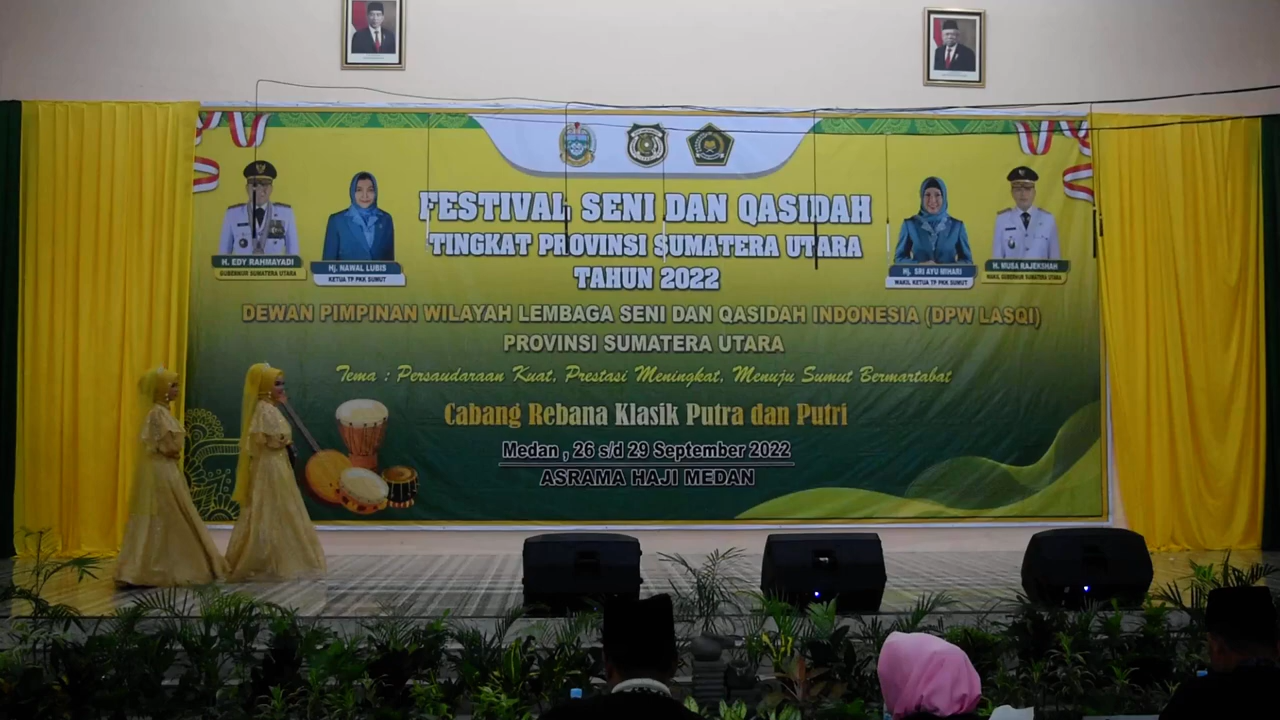 FESTIVAL SENI DAN QASIDAH
TINGKAT PROVINSI SUMATERA UTARA
TAHUN 2022
H. EDY RAHMAYADI
GUBERNUR SUMATERA UTARA
Hj. NAWAL LUBIS
KETUA TP PKK SUMUT
Hj. SRI AYU MIHARI
WAKIL KETUA TP PKK SUMUT
H. MUSA RAJEKSHAH
WAKIL GUBERNUR SUMATERA UTARA
DEWAN PIMPINAN WILAYAH LEMBAGA SENI DAN QASIDAH INDONESIA (DPW LASQI)
PROVINSI SUMATERA UTARA
Tema : Persaudaraan Kuat, Prestasi Meningkat, Menuju Sumut Bermartabat
Cabang Rebana Klasik Putra dan Putri
Medan , 26 s/d 29 September 2022
ASRAMA HAJI MEDAN